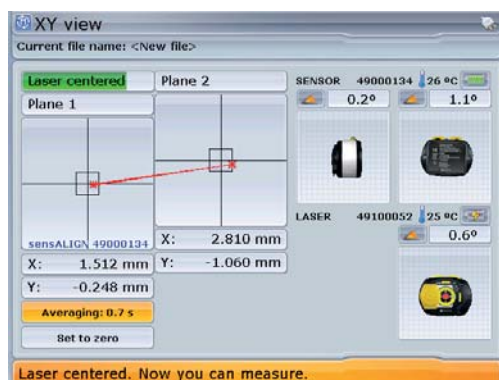 XY view
Current file name: <New file>
Laser centered
Plane 2
SENSOR 49000134 26 ºC
Plane 1
0.2º
1.1º
sensALIGN 49000134
X: 2.810 mm
LASER 49100052 25 ºC
X: 1.512 mm
Y: -1.060 mm
0.6º
Y: -0.248 mm
Averaging: 0.7 s
Set to zero
Laser centered. Now you can measure.